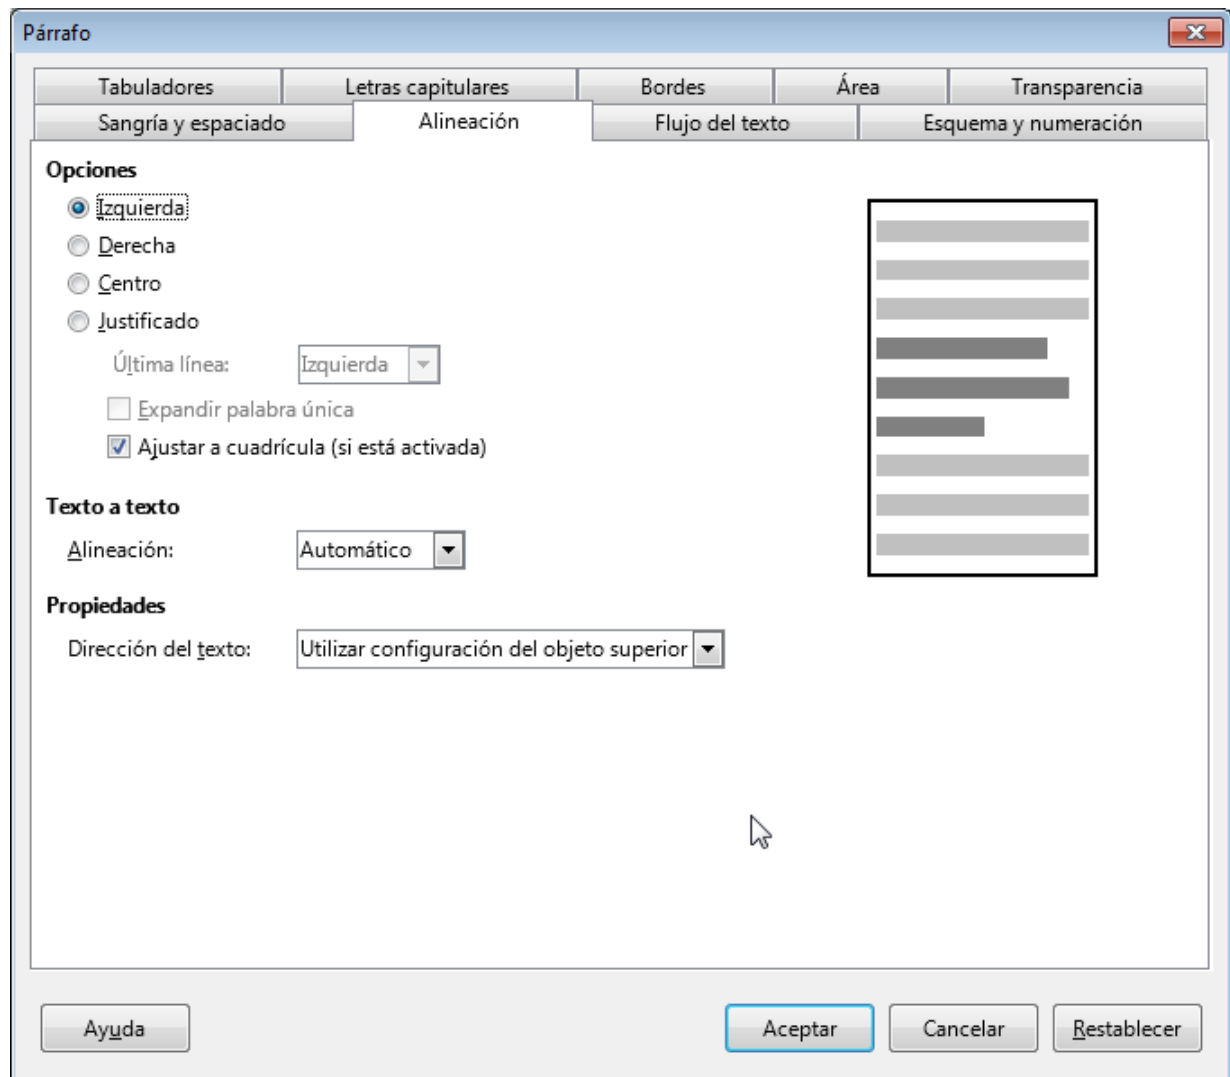 Párrafo
Tabuladores Letras capitulares Bordes Área Transparencia
Sangría y espaciado Alineación Flujo del texto Esquema y numeración
Opciones
Izquierda
Derecha
Centro
Justificado
Última línea: Izquierda
Expandir palabra única
Ajustar a cuadrícula (si está activada)
Texto a texto
Alineación: Automático
Propiedades
Dirección del texto: Utilizar configuración del objeto superior
Ayuda Aceptar Cancelar Restablecer